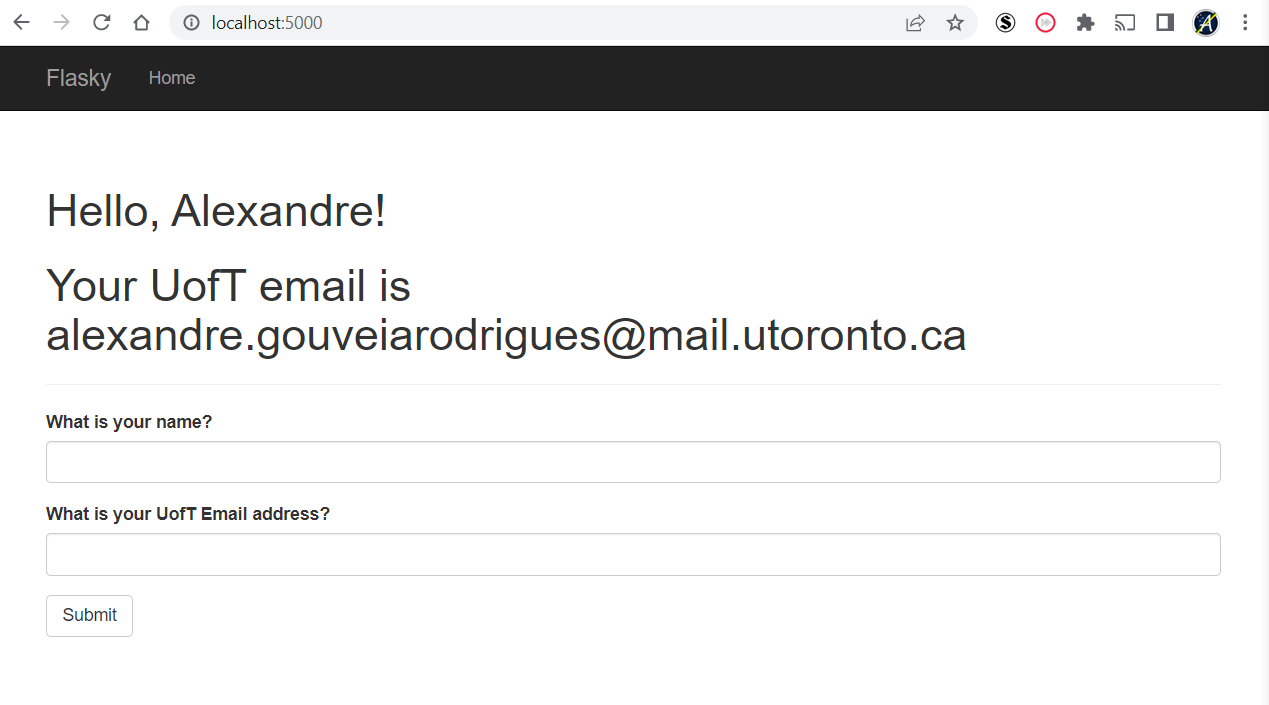 localhost:5000
Flasky Home
Hello, Alexandre!
Your UofT email is
alexandre.gouveiarodrigues@mail.utoronto.ca
What is your name?
What is your UofT Email address?
Submit